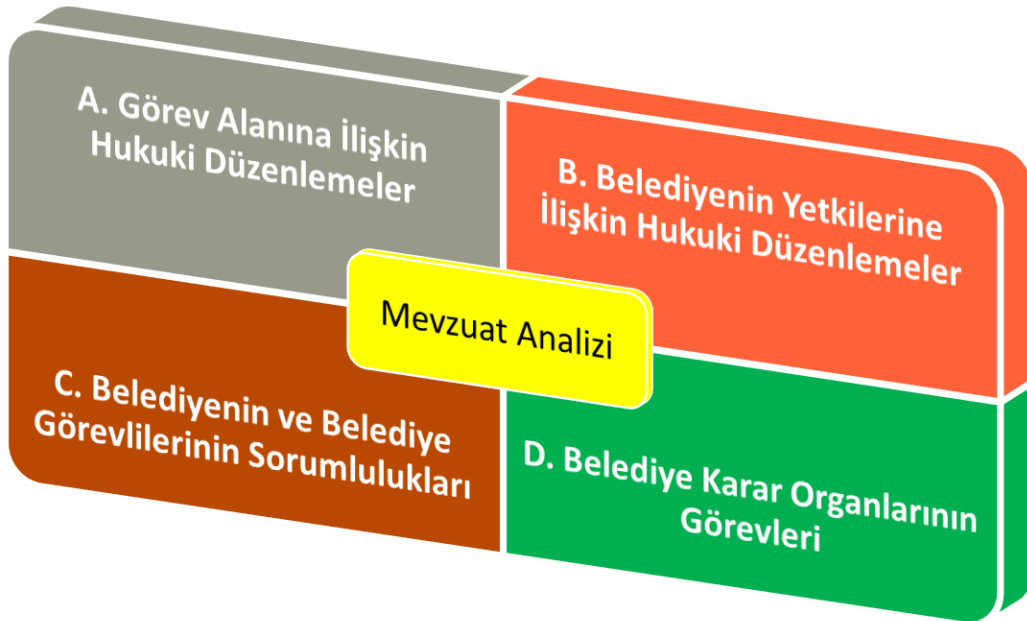 A. Görev Alanına İlişkin
Hukuki Düzenlemeler
B. Belediyenin Yetkilerine
İlişkin Hukuki Düzenlemeler
Mevzuat Analizi
C. Belediyenin ve Belediye
Görevlilerinin Sorumlulukları
D. Belediye Karar Organlarının
Görevleri